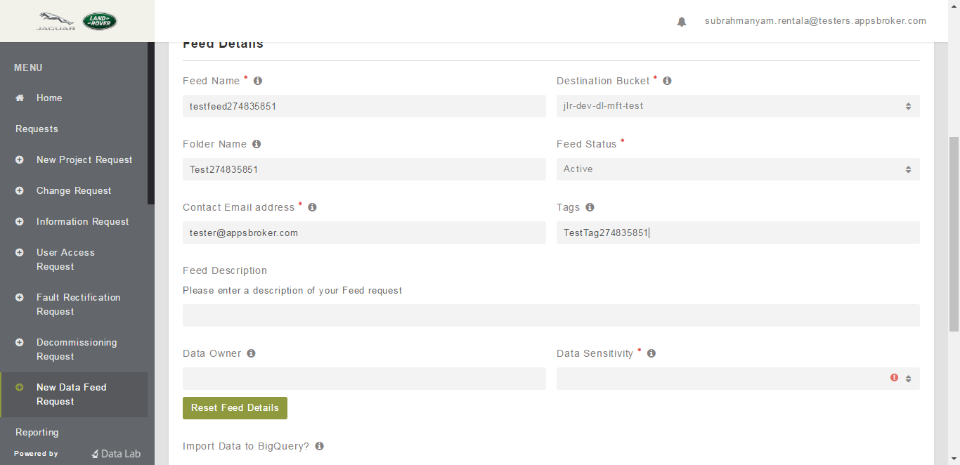 JAGUAR
LAND-
ROVER
subrahmanyam.rentala@testers.appsbroker.com
MENU
Home
Requests
New Project Request
Change Request
Information Request
User Access
Request
Fault Rectification
Request
Decommissioning
Request
New Data Feed
Request
Reporting
Powered by
Data Lab
Feed Details
Feed Name *
Destination Bucket *
testfeed274835851
jlr-dev-dl-mft-test
Folder Name
Feed Status *
Test274835851
Active
Contact Email address *
Tags
tester@appsbroker.com
TestTag274835851
Feed Description
Please enter a description of your Feed request
Data Owner
Data Sensitivity *
Reset Feed Details
Import Data to BigQuery?